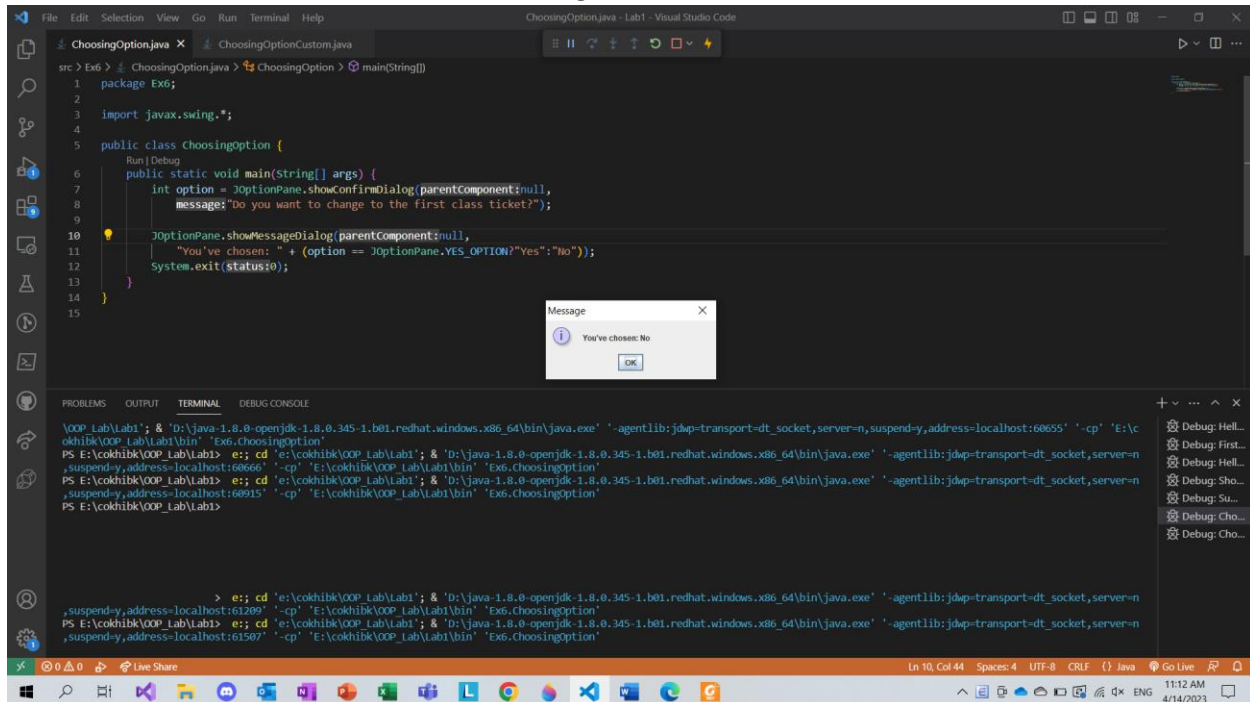 File Edit Selection View Go Run Terminal Help
ChoosingOption.java - Lab1 - Visual Studio Code
ChoosingOption.java
ChoosingOptionCustom.java
src > Ex6 > ChoosingOption.java > ChoosingOption > main(String[])
1 package Ex6;
2
3 import javax.swing.*;
4
5 public class ChoosingOption {
Run | Debug
6 public static void main(String[] args) {
7 int option = JOptionPane.showConfirmDialog(parentComponent:null,
8 message:"Do you want to change to the first class ticket?");
9
10 JOptionPane.showMessageDialog(parentComponent:null,
11 "You've chosen: " + (option == JOptionPane.YES_OPTION?"Yes":"No"));
12 System.exit(status:0);
13 }
14 }
15
Message
You've chosen: No
OK
PROBLEMS OUTPUT TERMINAL DEBUG CONSOLE
\OOP_Lab\Lab1'; & 'D:\java-1.8.0-openjdk-1.8.0.345-1.b01.redhat.windows.x86_64\bin\java.exe' '-agentlib:jdwp=transport=dt_socket,server=n,suspend=y,address=localhost:60655' '-cp' 'E:\c
okhibk\OOP_Lab\Lab1\bin' 'Ex6.ChoosingOption'
PS E:\cokhibk\OOP_Lab\Lab1> e:; cd 'e:\cokhibk\OOP_Lab\Lab1'; & 'D:\java-1.8.0-openjdk-1.8.0.345-1.b01.redhat.windows.x86_64\bin\java.exe' '-agentlib:jdwp=transport=dt_socket,server=n
,suspend=y,address=localhost:60666' '-cp' 'E:\cokhibk\OOP_Lab\Lab1\bin' 'Ex6.ChoosingOption'
PS E:\cokhibk\OOP_Lab\Lab1> e:; cd 'e:\cokhibk\OOP_Lab\Lab1'; & 'D:\java-1.8.0-openjdk-1.8.0.345-1.b01.redhat.windows.x86_64\bin\java.exe' '-agentlib:jdwp=transport=dt_socket,server=n
,suspend=y,address=localhost:60915' '-cp' 'E:\cokhibk\OOP_Lab\Lab1\bin' 'Ex6.ChoosingOption'
PS E:\cokhibk\OOP_Lab\Lab1>
> e:; cd 'e:\cokhibk\OOP_Lab\Lab1'; & 'D:\java-1.8.0-openjdk-1.8.0.345-1.b01.redhat.windows.x86_64\bin\java.exe' '-agentlib:jdwp=transport=dt_socket,server=n
,suspend=y,address=localhost:61209' '-cp' 'E:\cokhibk\OOP_Lab\Lab1\bin' 'Ex6.ChoosingOption'
PS E:\cokhibk\OOP_Lab\Lab1> e:; cd 'e:\cokhibk\OOP_Lab\Lab1'; & 'D:\java-1.8.0-openjdk-1.8.0.345-1.b01.redhat.windows.x86_64\bin\java.exe' '-agentlib:jdwp=transport=dt_socket,server=n
,suspend=y,address=localhost:61507' '-cp' 'E:\cokhibk\OOP_Lab\Lab1\bin' 'Ex6.ChoosingOption'
Debug: Hell...
Debug: First...
Debug: Hell...
Debug: Sho...
Debug: Su...
Debug: Cho...
Debug: Cho...
0 0 Live Share
Ln 10, Col 44 Spaces: 4 UTF-8 CRLF {} Java Go Live
ENG
11:12 AM
4/14/2023